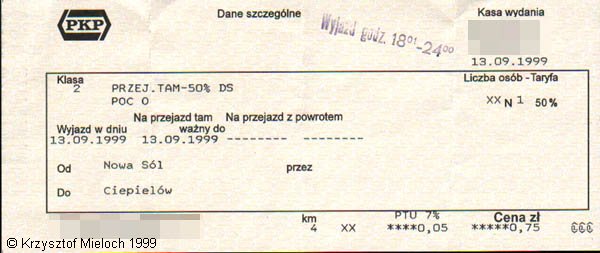 PKP
Dane szczególne
Wyjazd godz. 18⁰¹-24⁰⁰
Kasa wydania
13.09.1999
Klasa
2 PRZEJ.TAM-50% DS
POC O
Liczba osób - Taryfa
XX N 1 50%
Na przejazd tam Na przejazd z powrotem
Wyjazd w dniu ważny do
13.09.1999 13.09.1999 -------- --------
Od Nowa Sól przez
Do Ciepielów
km PTU 7% Cena zł
4 XX ****0,05 *****0,75
© Krzysztof Mieloch 1999